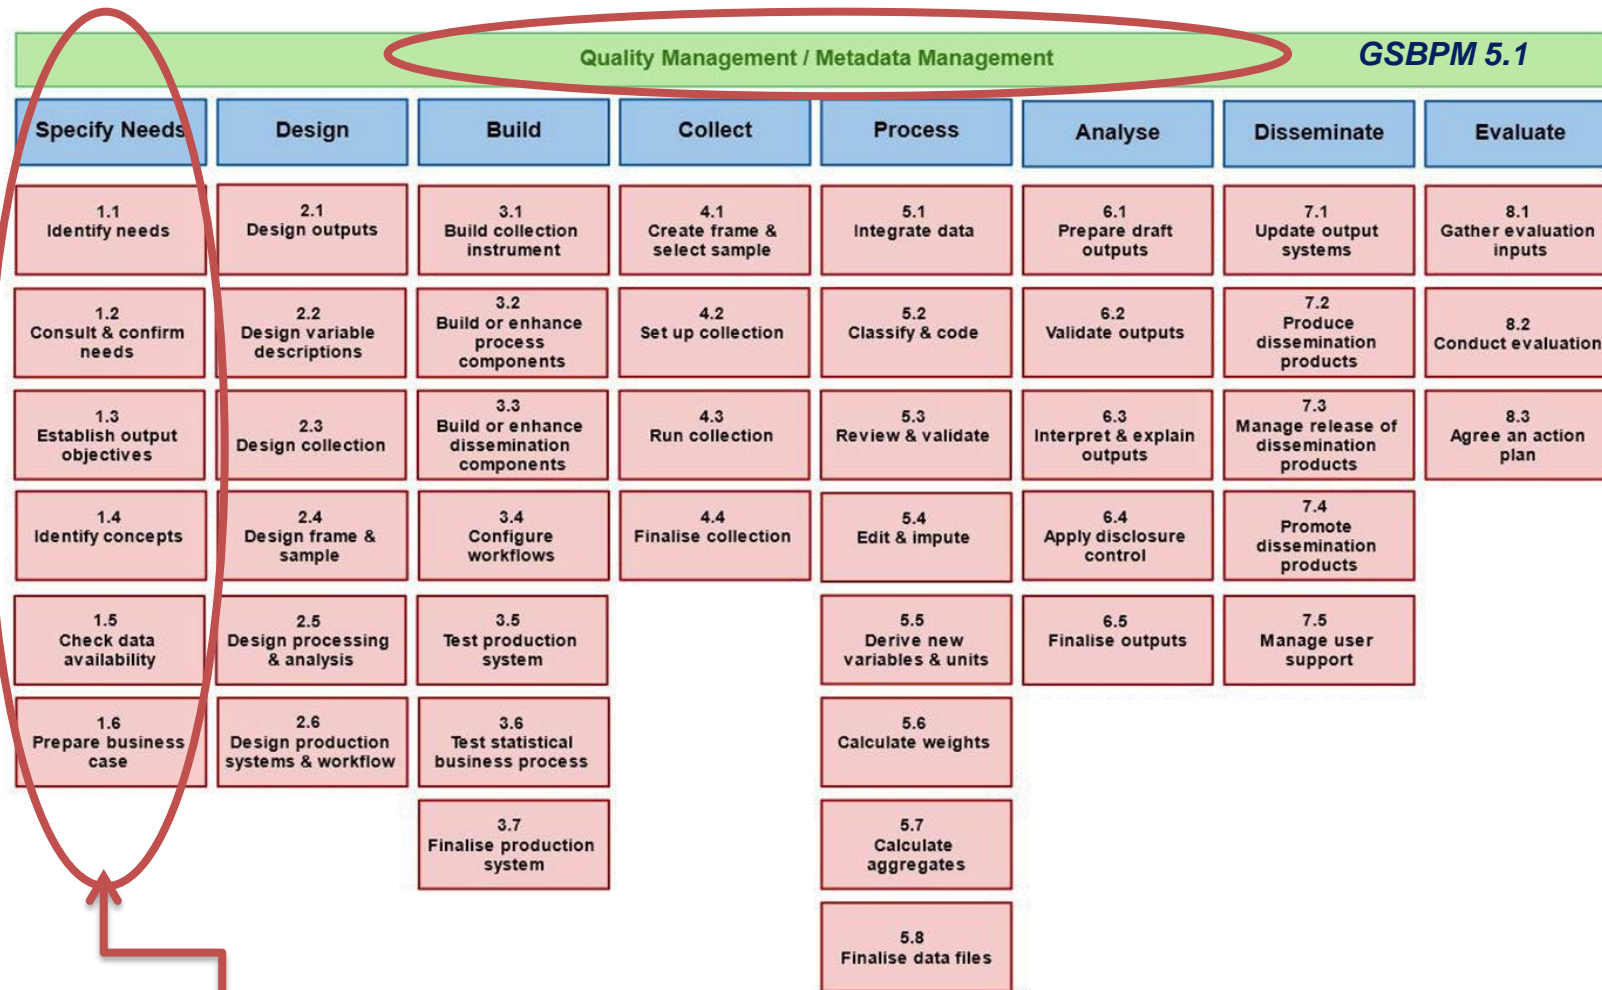 Quality Management / Metadata Management
GSBPM 5.1
Specify Needs
Design
Build
Collect
Process
Analyse
Disseminate
Evaluate
1.1
Identify needs
2.1
Design outputs
3.1
Build collection
instrument
4.1
Create frame &
select sample
5.1
Integrate data
6.1
Prepare draft
outputs
7.1
Update output
systems
8.1
Gather evaluation
inputs
1.2
Consult & confirm
needs
2.2
Design variable
descriptions
3.2
Build or enhance
process
components
4.2
Set up collection
5.2
Classify & code
6.2
Validate outputs
7.2
Produce
dissemination
products
8.2
Conduct evaluation
1.3
Establish output
objectives
2.3
Design collection
3.3
Build or enhance
dissemination
components
4.3
Run collection
5.3
Review & validate
6.3
Interpret & explain
outputs
7.3
Manage release of
dissemination
products
8.3
Agree an action
plan
1.4
Identify concepts
2.4
Design frame &
sample
3.4
Configure
workflows
4.4
Finalise collection
5.4
Edit & impute
6.4
Apply disclosure
control
7.4
Promote
dissemination
products
1.5
Check data
availability
2.5
Design processing
& analysis
3.5
Test production
system
5.5
Derive new
variables & units
6.5
Finalise outputs
7.5
Manage user
support
1.6
Prepare business
case
2.6
Design production
systems & workflow
3.6
Test statistical
business process
5.6
Calculate weights
3.7
Finalise production
system
5.7
Calculate
aggregates
5.8
Finalise data files